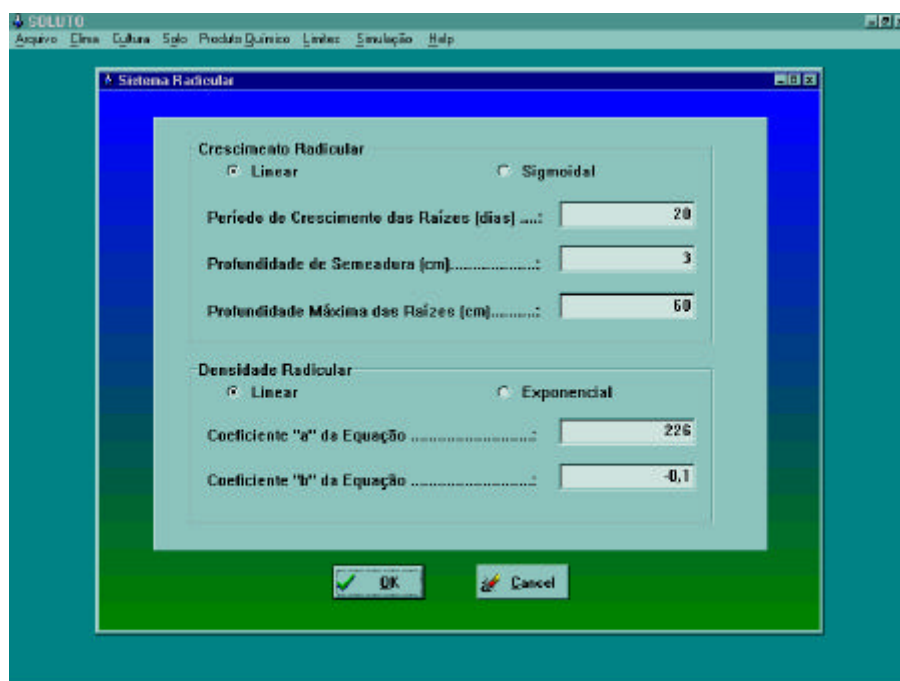 SOLUTO
Arquivo Clima Cultura Solo Produto Químico Limites Simulação Help
Sistema Radicular
Crescimento Radicular
Linear Sigmoidal
Período de Crescimento das Raízes (dias) ....: 20
Profundidade de Semeadura (cm)...................: 3
Profundidade Máxima das Raízes (cm)..........: 60
Densidade Radicular
Linear Exponencial
Coeficiente "a" da Equação ...........................: 226
Coeficiente "b" da Equação ...........................: -0,1
OK Cancel